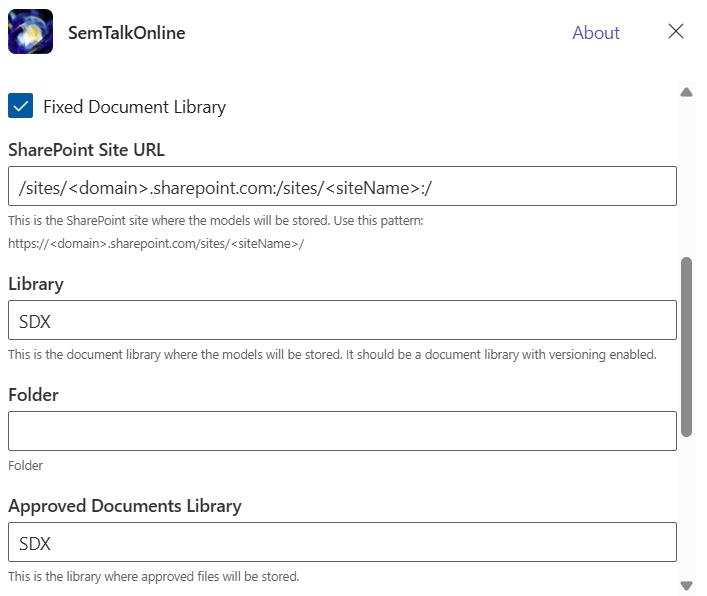 SemTalkOnline
About
Fixed Document Library
SharePoint Site URL
/sites/<domain>.sharepoint.com:/sites/<siteName>:/
This is the SharePoint site where the models will be stored. Use this pattern:
https://<domain>.sharepoint.com/sites/<siteName>/
Library
SDX
This is the document library where the models will be stored. It should be a document library with versioning enabled.
Folder
Folder
Approved Documents Library
SDX
This is the library where approved files will be stored.